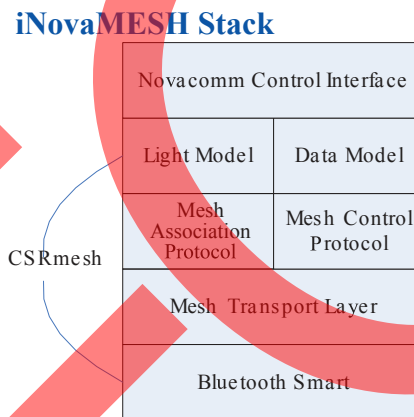 iNovaMESH Stack
Novacomm Control Interface
Light Model
Data Model
Mesh
Association
Protocol
Mesh Control
Protocol
CSRmesh
Mesh Transport Layer
Bluetooth Smart